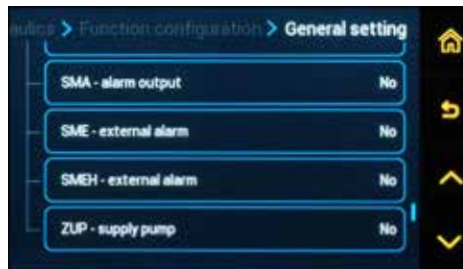 aulics > Function configuration > General setting
SMA - alarm output No
SME - external alarm No
SMEH - external alarm No
ZUP - supply pump No